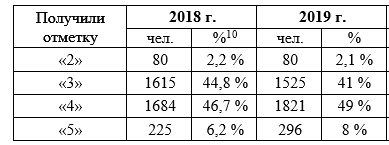 Получили отметку 2018 г. 2019 г.
чел. %10 чел. %
«2» 80 2,2 % 80 2,1 %
«3» 1615 44,8 % 1525 41 %
«4» 1684 46,7 % 1821 49 %
«5» 225 6,2 % 296 8 %